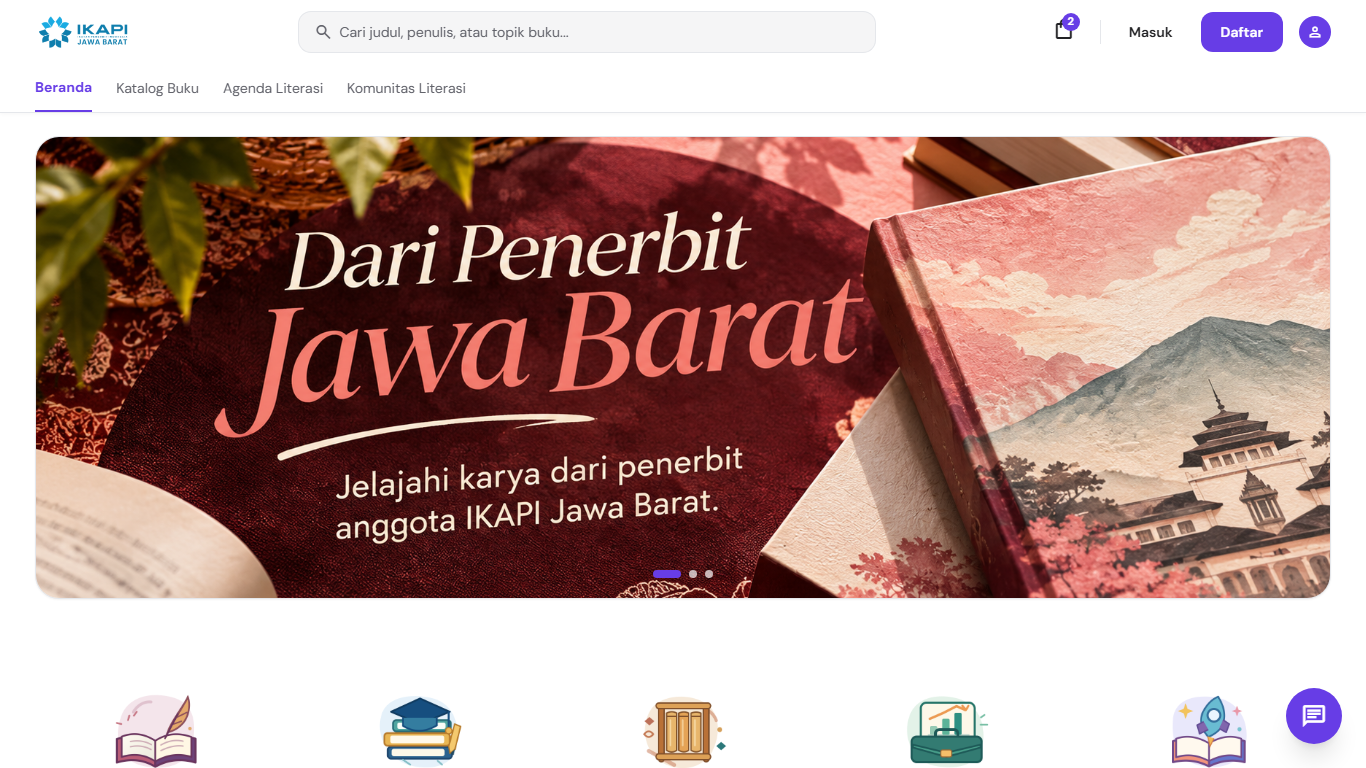 IKAPI
JAWA BARAT
Cari judul, penulis, atau topik buku...
2
Masuk
Daftar
Beranda
Katalog Buku
Agenda Literasi
Komunitas Literasi
Dari Penerbit
Jawa Barat
Jelajahi karya dari penerbit
anggota IKAPI Jawa Barat.